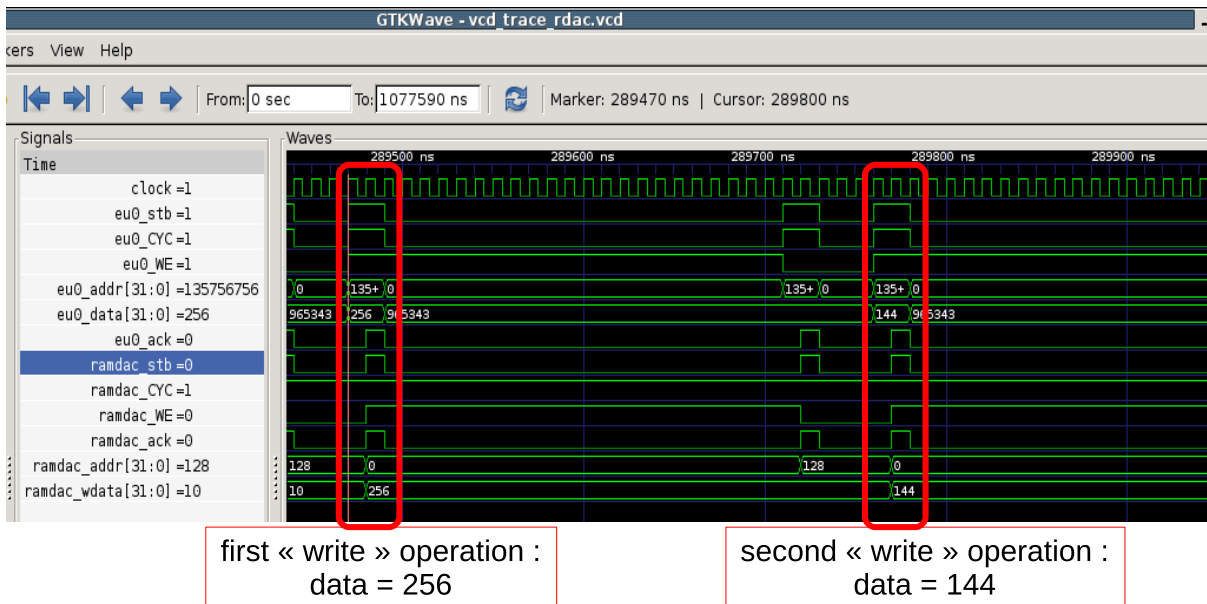 GTKWave - vcd_trace_rdac.vcd
kers View Help
From: 0 sec To: 1077590 ns Marker: 289470 ns | Cursor: 289800 ns
Signals Waves
Time 289500 ns 289600 ns 289700 ns 289800 ns 289900 ns
clock =1
eu0_stb =1
eu0_CYC =1
eu0_WE =1
eu0_addr[31:0] =135756756 0 135+ 0 135+ 0 135+ 0
eu0_data[31:0] =256 965343 256 965343 144 965343
eu0_ack =0
ramdac_stb =0
ramdac_CYC =1
ramdac_WE =0
ramdac_ack =0
ramdac_addr[31:0] =128 128 0 128 0
ramdac_wdata[31:0] =10 10 256 144
first « write » operation :
data = 256
second « write » operation :
data = 144